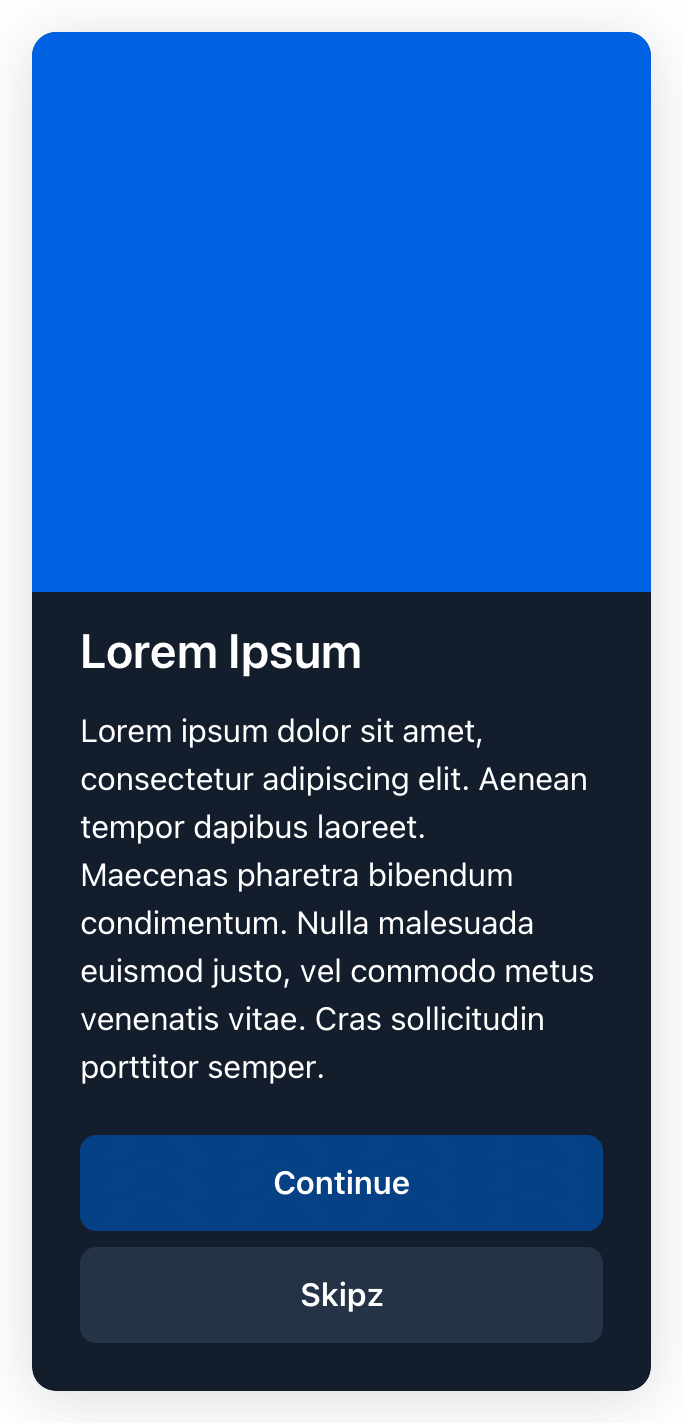 Lorem Ipsum
Lorem ipsum dolor sit amet,
consectetur adipiscing elit. Aenean
tempor dapibus laoreet.
Maecenas pharetra bibendum
condimentum. Nulla malesuada
euismod justo, vel commodo metus
venenatis vitae. Cras sollicitudin
porttitor semper.
Continue
Skipz